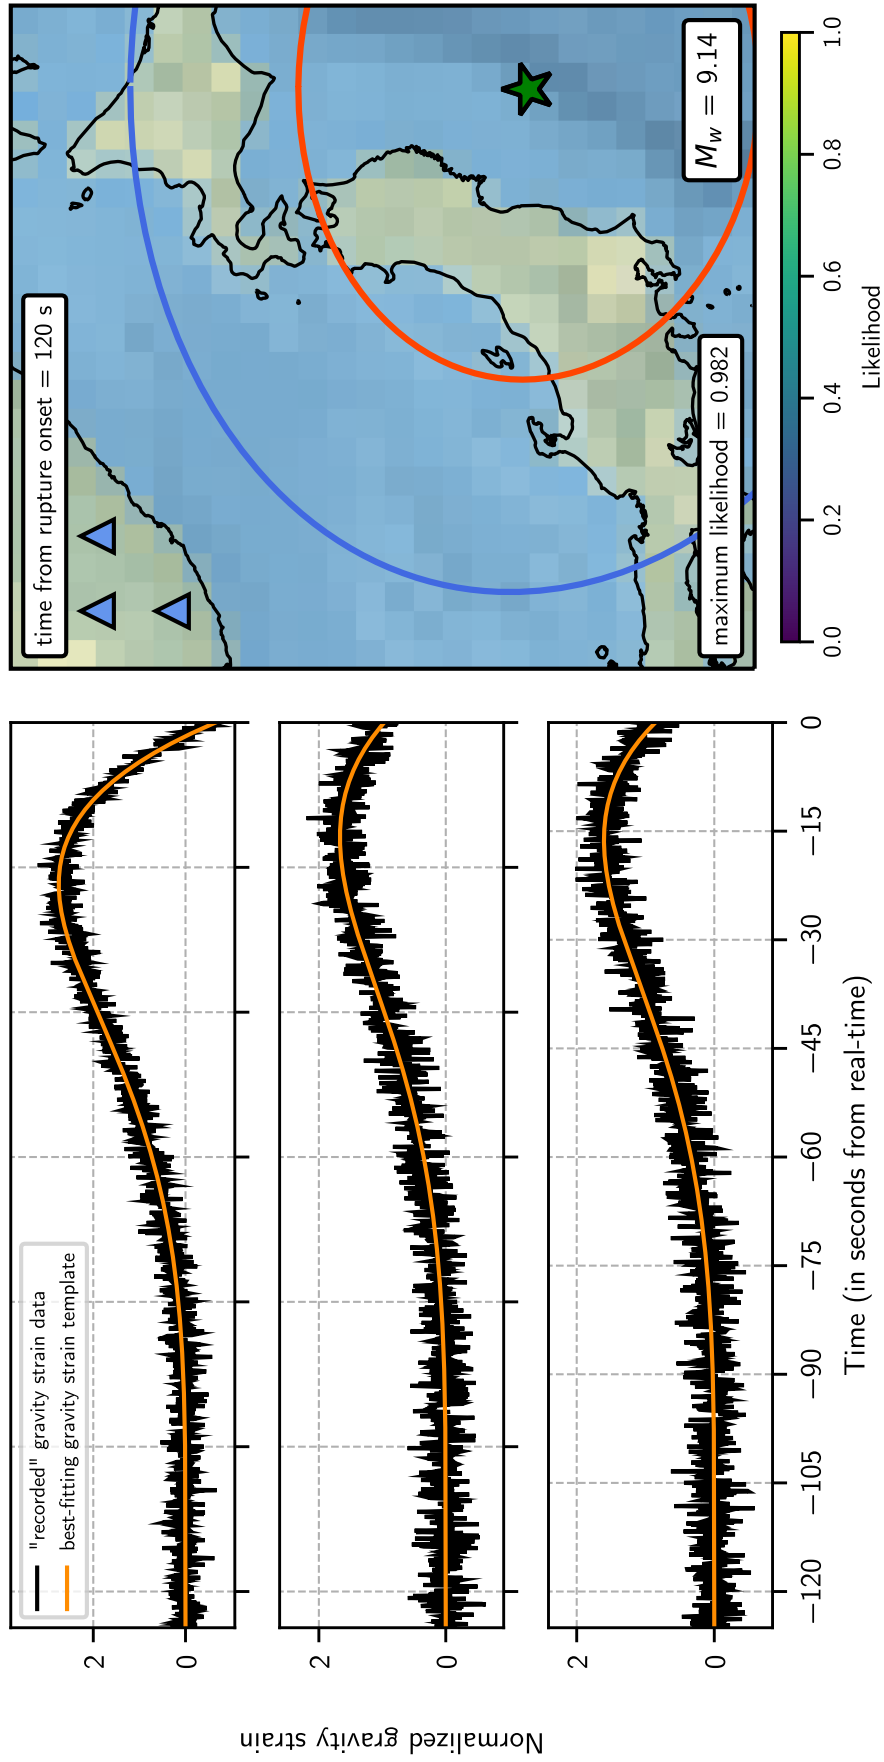 Normalized gravity strain
2
0
"recorded" gravity strain data
best-fitting gravity strain template
2
0
2
0
−120
−105
−90
−75
−60
−45
−30
−15
0
Time (in seconds from real-time)
time from rupture onset = 120 s
maximum likelihood = 0.982
Mw = 9.14
0.0
0.2
0.4
0.6
0.8
1.0
Likelihood